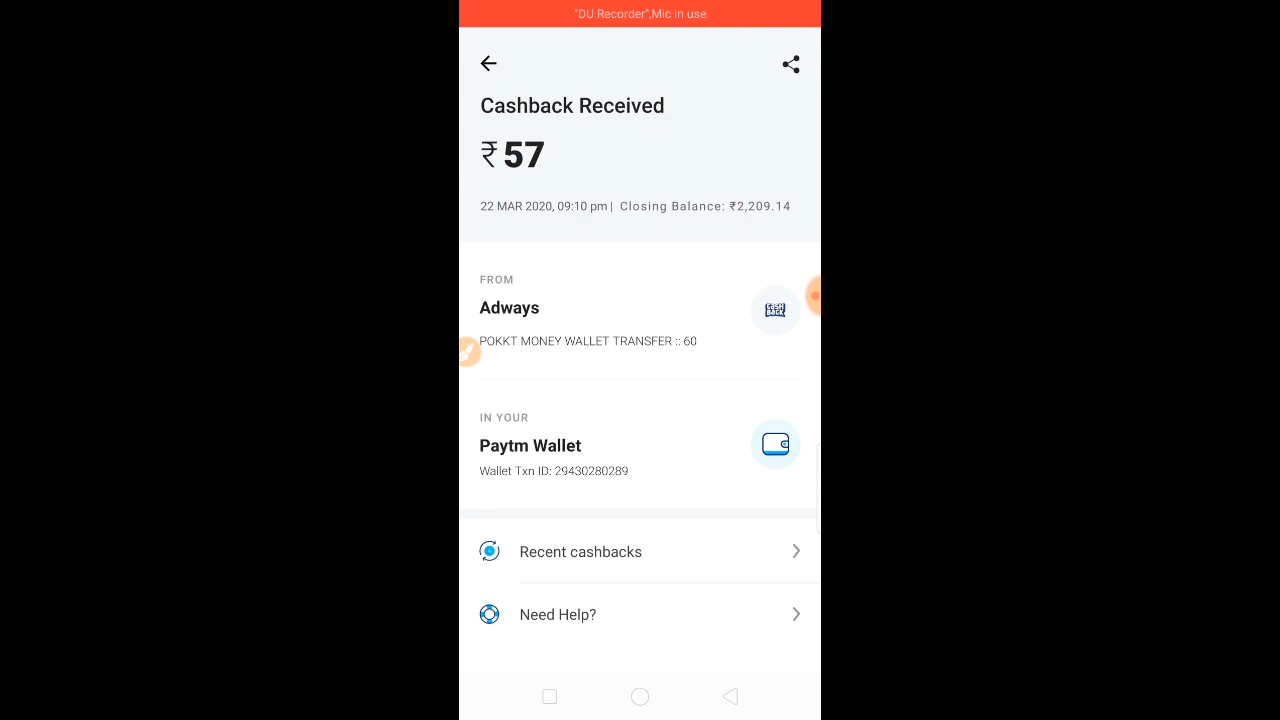 "DU Recorder",Mic in use
Cashback Received
₹57
22 MAR 2020, 09:10 pm | Closing Balance: ₹2,209.14
FROM
Adways
CASH
BACK
POKKT MONEY WALLET TRANSFER :: 60
IN YOUR
Paytm Wallet
Wallet Txn ID: 29430280289
Recent cashbacks
Need Help?